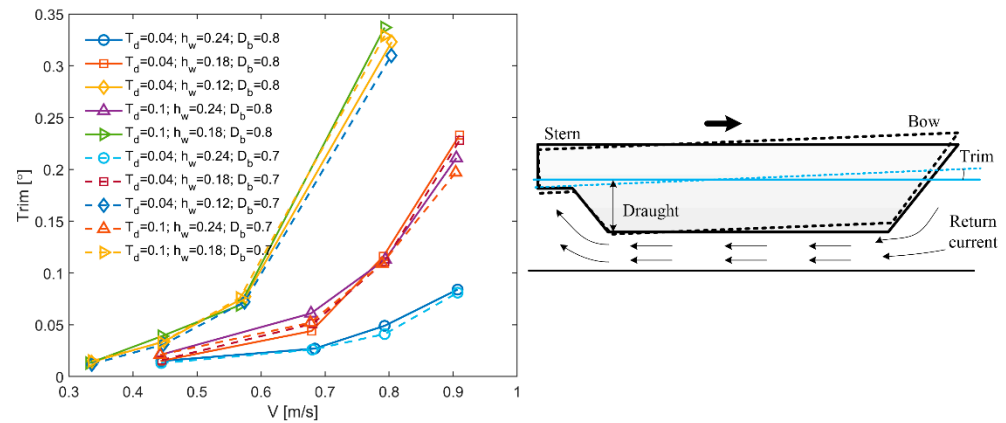 0.35
0.3
0.25
0.2
0.15
0.1
0.05
0
Trim [°]
T_d=0.04; h_w=0.24; D_b=0.8
T_d=0.04; h_w=0.18; D_b=0.8
T_d=0.04; h_w=0.12; D_b=0.8
T_d=0.1; h_w=0.24; D_b=0.8
T_d=0.1; h_w=0.18; D_b=0.8
T_d=0.04; h_w=0.24; D_b=0.7
T_d=0.04; h_w=0.18; D_b=0.7
T_d=0.04; h_w=0.12; D_b=0.7
T_d=0.1; h_w=0.24; D_b=0.7
T_d=0.1; h_w=0.18; D_b=0.7
0.3 0.4 0.5 0.6 0.7 0.8 0.9 1
V [m/s]
Stern
Bow
Trim
Draught
Return
current